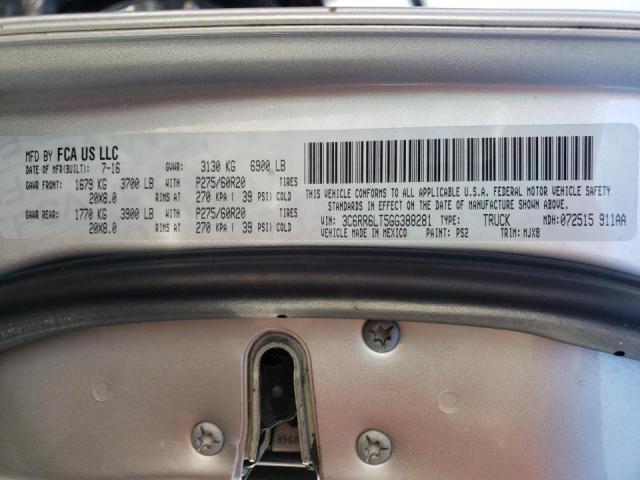 MFD BY FCA US LLC
DATE OF MFR(BUILT): 7-16 GVWR: 3130 KG 6900 LB
GAWR FRONT: 1679 KG 3700 LB WITH P275/60R20 TIRES
20X8.0 RIMS AT 270 KPA ( 39 PSI) COLD
GAWR REAR: 1770 KG 3900 LB WITH P275/60R20 TIRES
20X8.0 RIMS AT 270 KPA ( 39 PSI) COLD
THIS VEHICLE CONFORMS TO ALL APPLICABLE U.S.A. FEDERAL MOTOR VEHICLE SAFETY
STANDARDS IN EFFECT ON THE DATE OF MANUFACTURE SHOWN ABOVE.
VIN: 3C6RR6LT5GG388281 TYPE: TRUCK MDH: 072515 911AA
VEHICLE MADE IN MEXICO PAINT: PS2 TRIM: MJX8
3968